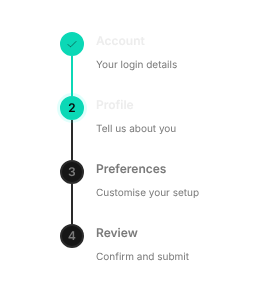 Account
Your login details
2
Profile
Tell us about you
3
Preferences
Customise your setup
4
Review
Confirm and submit